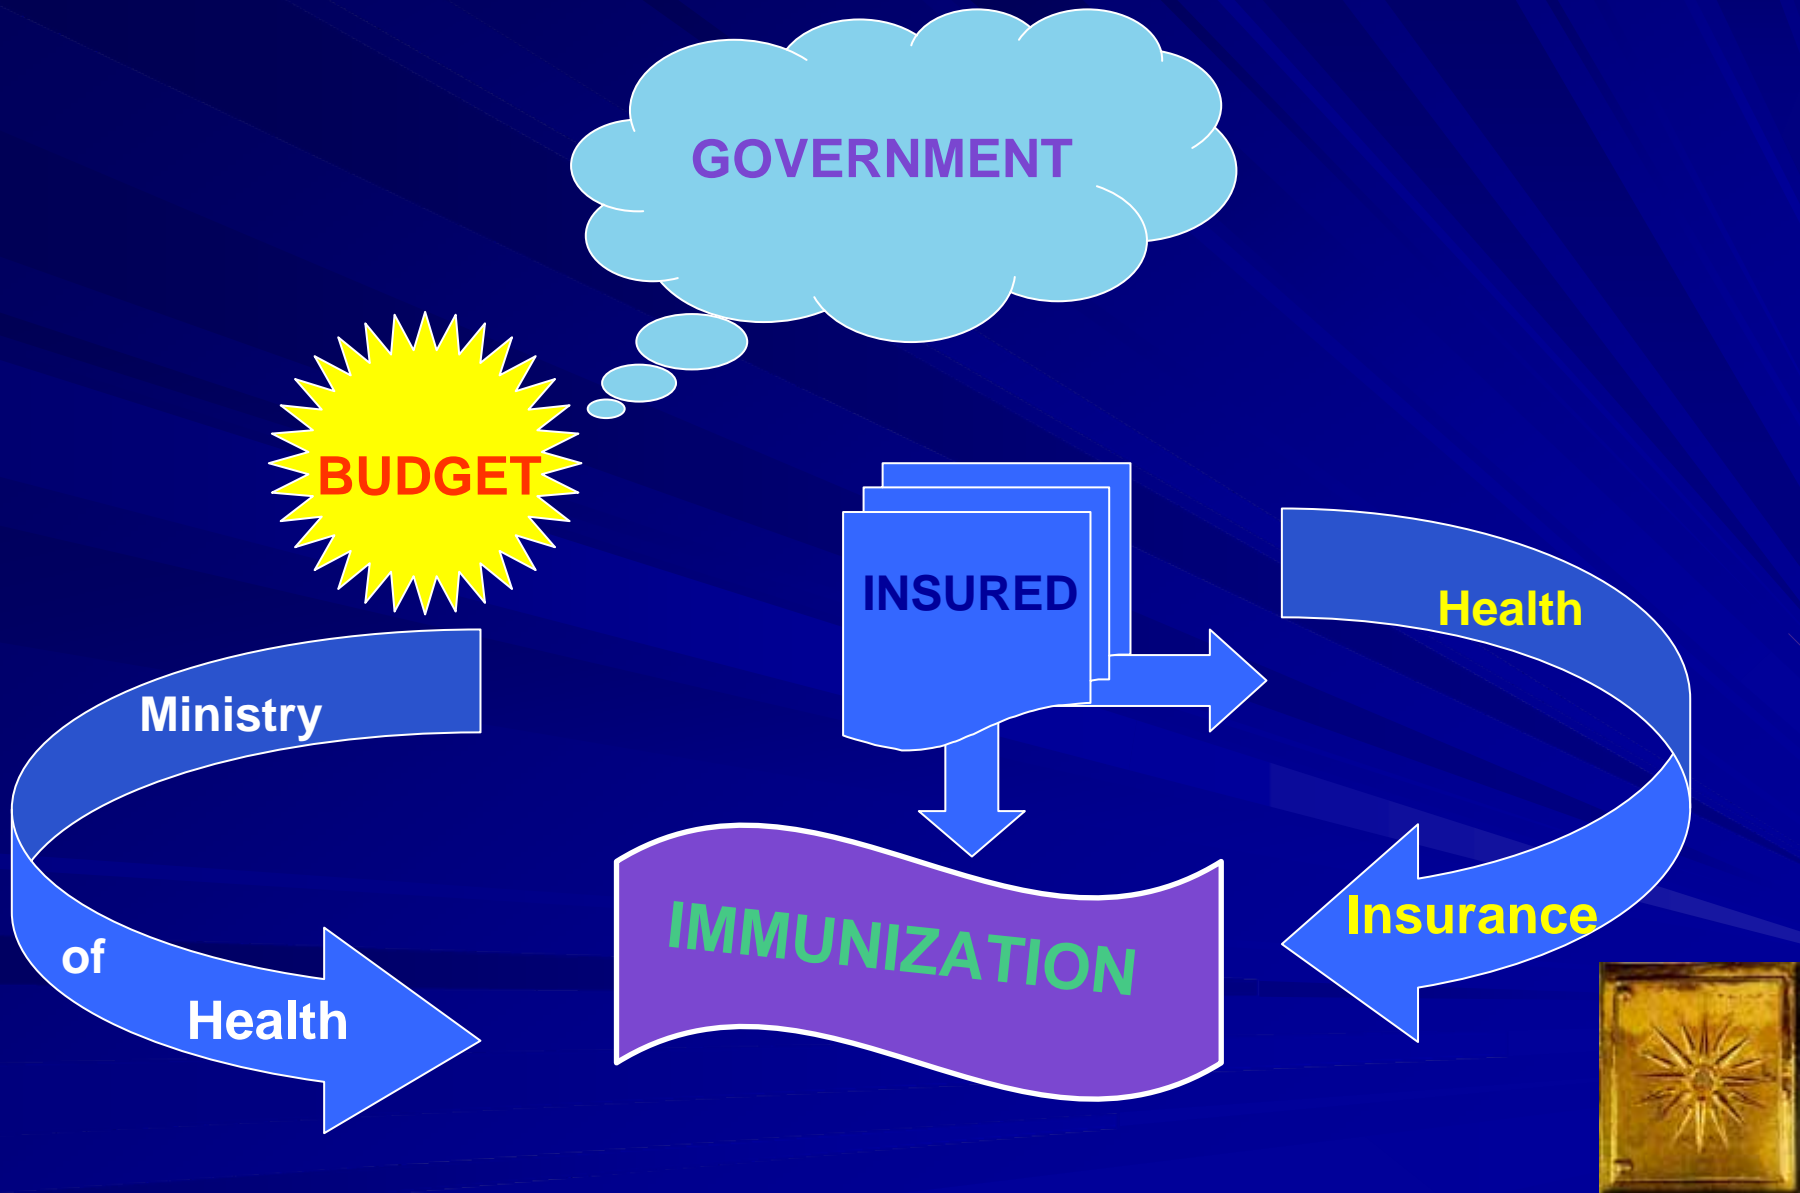 GOVERNMENT
BUDGET
INSURED
Health
Ministry
Insurance
IMMUNIZATION
of
Health